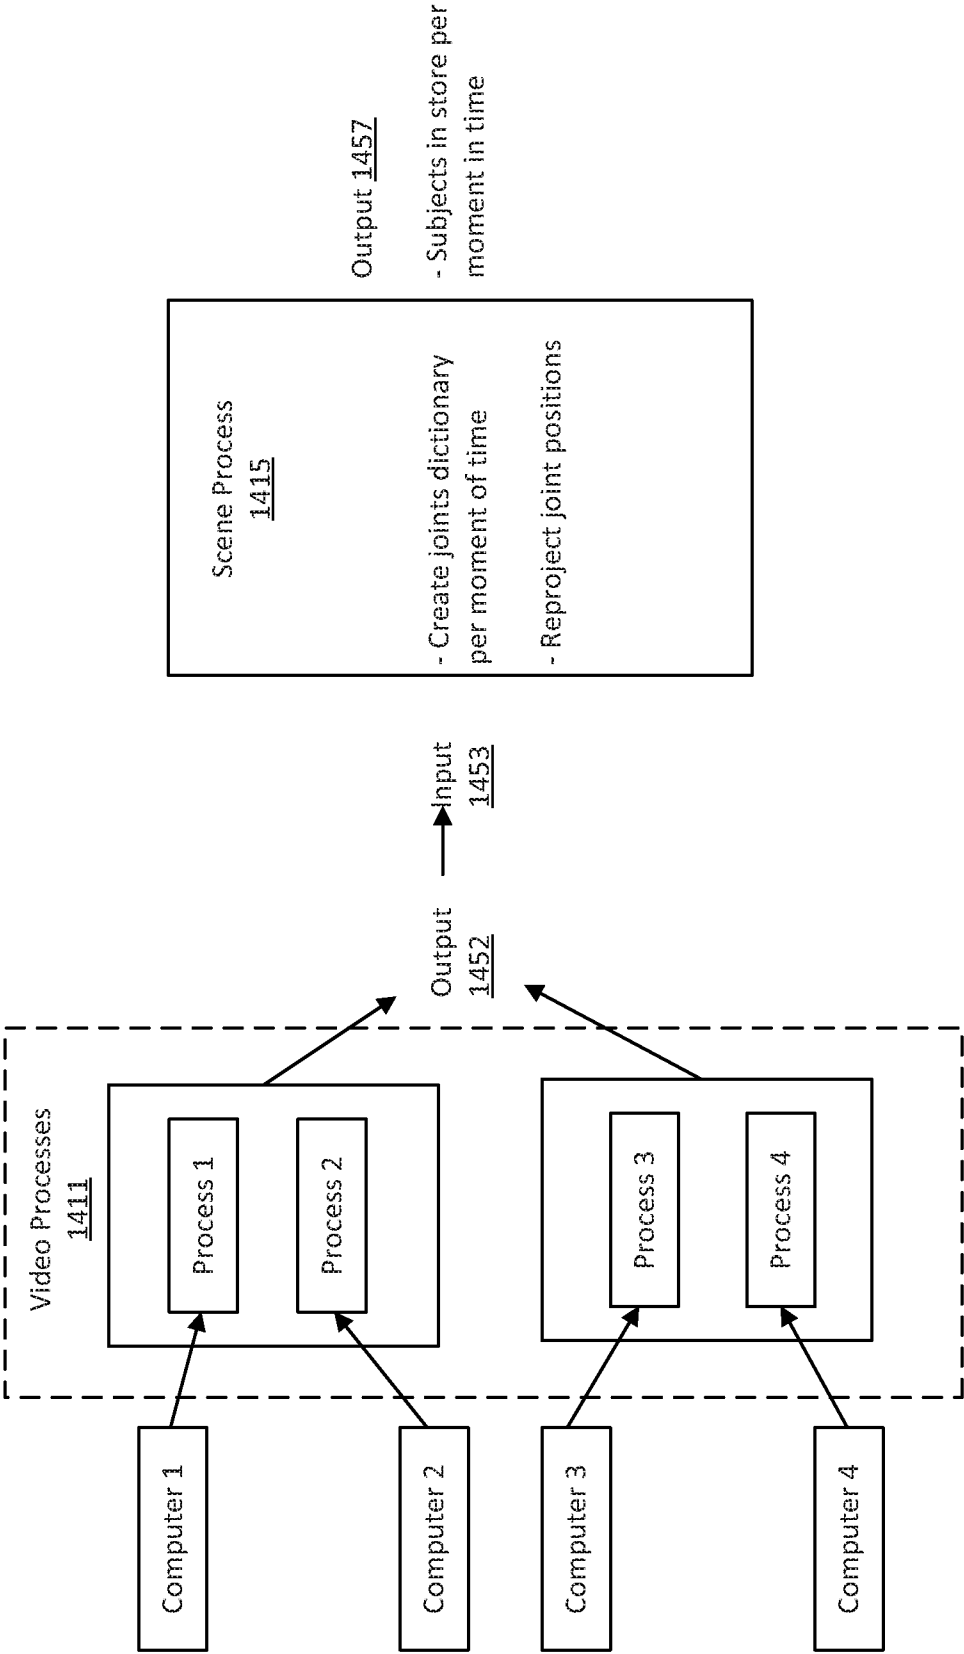 Video Processes
1411
Computer 1
Process 1
Computer 2
Process 2
Computer 3
Process 3
Computer 4
Process 4
Output
1452
Input
1453
Scene Process
1415
- Create joints dictionary
per moment of time
- Reproject joint positions
Output 1457
- Subjects in store per
moment in time